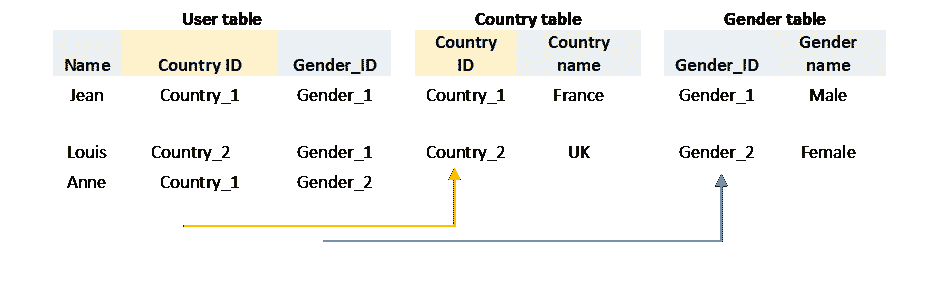 User table Country table Gender table
Country Country Gender
Name Country ID Gender_ID ID name Gender_ID name
Jean Country_1 Gender_1 Country_1 France Gender_1 Male
Louis Country_2 Gender_1 Country_2 UK Gender_2 Female
Anne Country_1 Gender_2